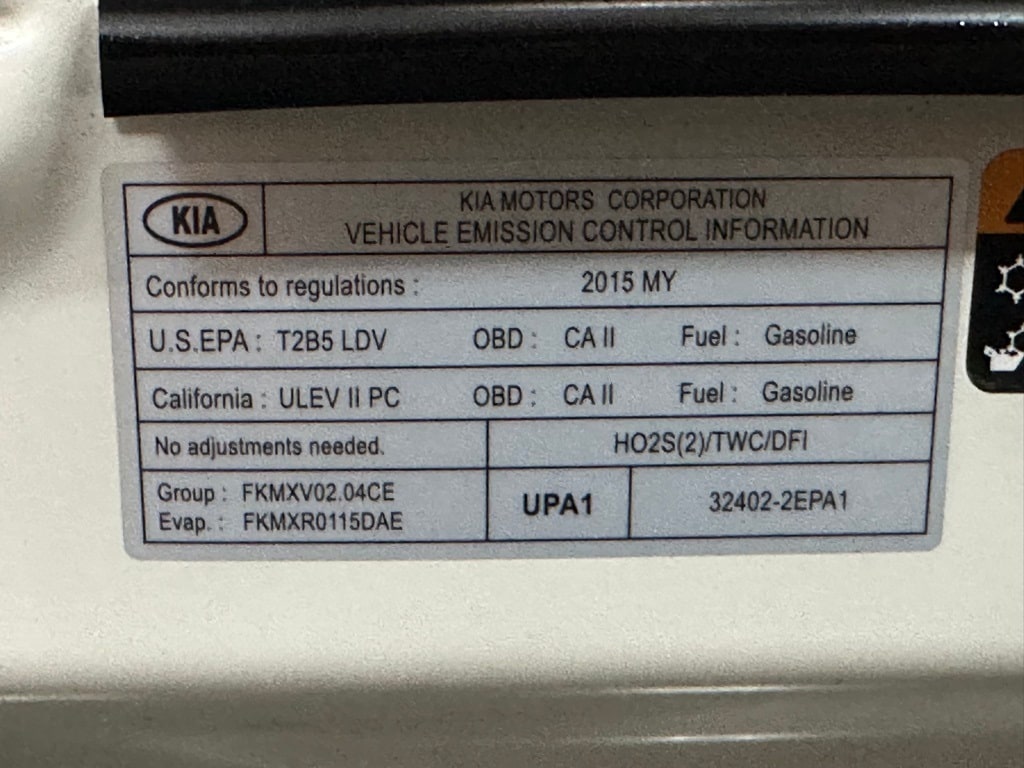 KIA
KIA MOTORS CORPORATION
VEHICLE EMISSION CONTROL INFORMATION
Conforms to regulations : 2015 MY
U.S.EPA : T2B5 LDV OBD : CA II Fuel : Gasoline
California : ULEV II PC OBD : CA II Fuel : Gasoline
No adjustments needed. HO2S(2)/TWC/DFI
Group : FKMXV02.04CE
Evap. : FKMXR0115DAE
UPA1
32402-2EPA1